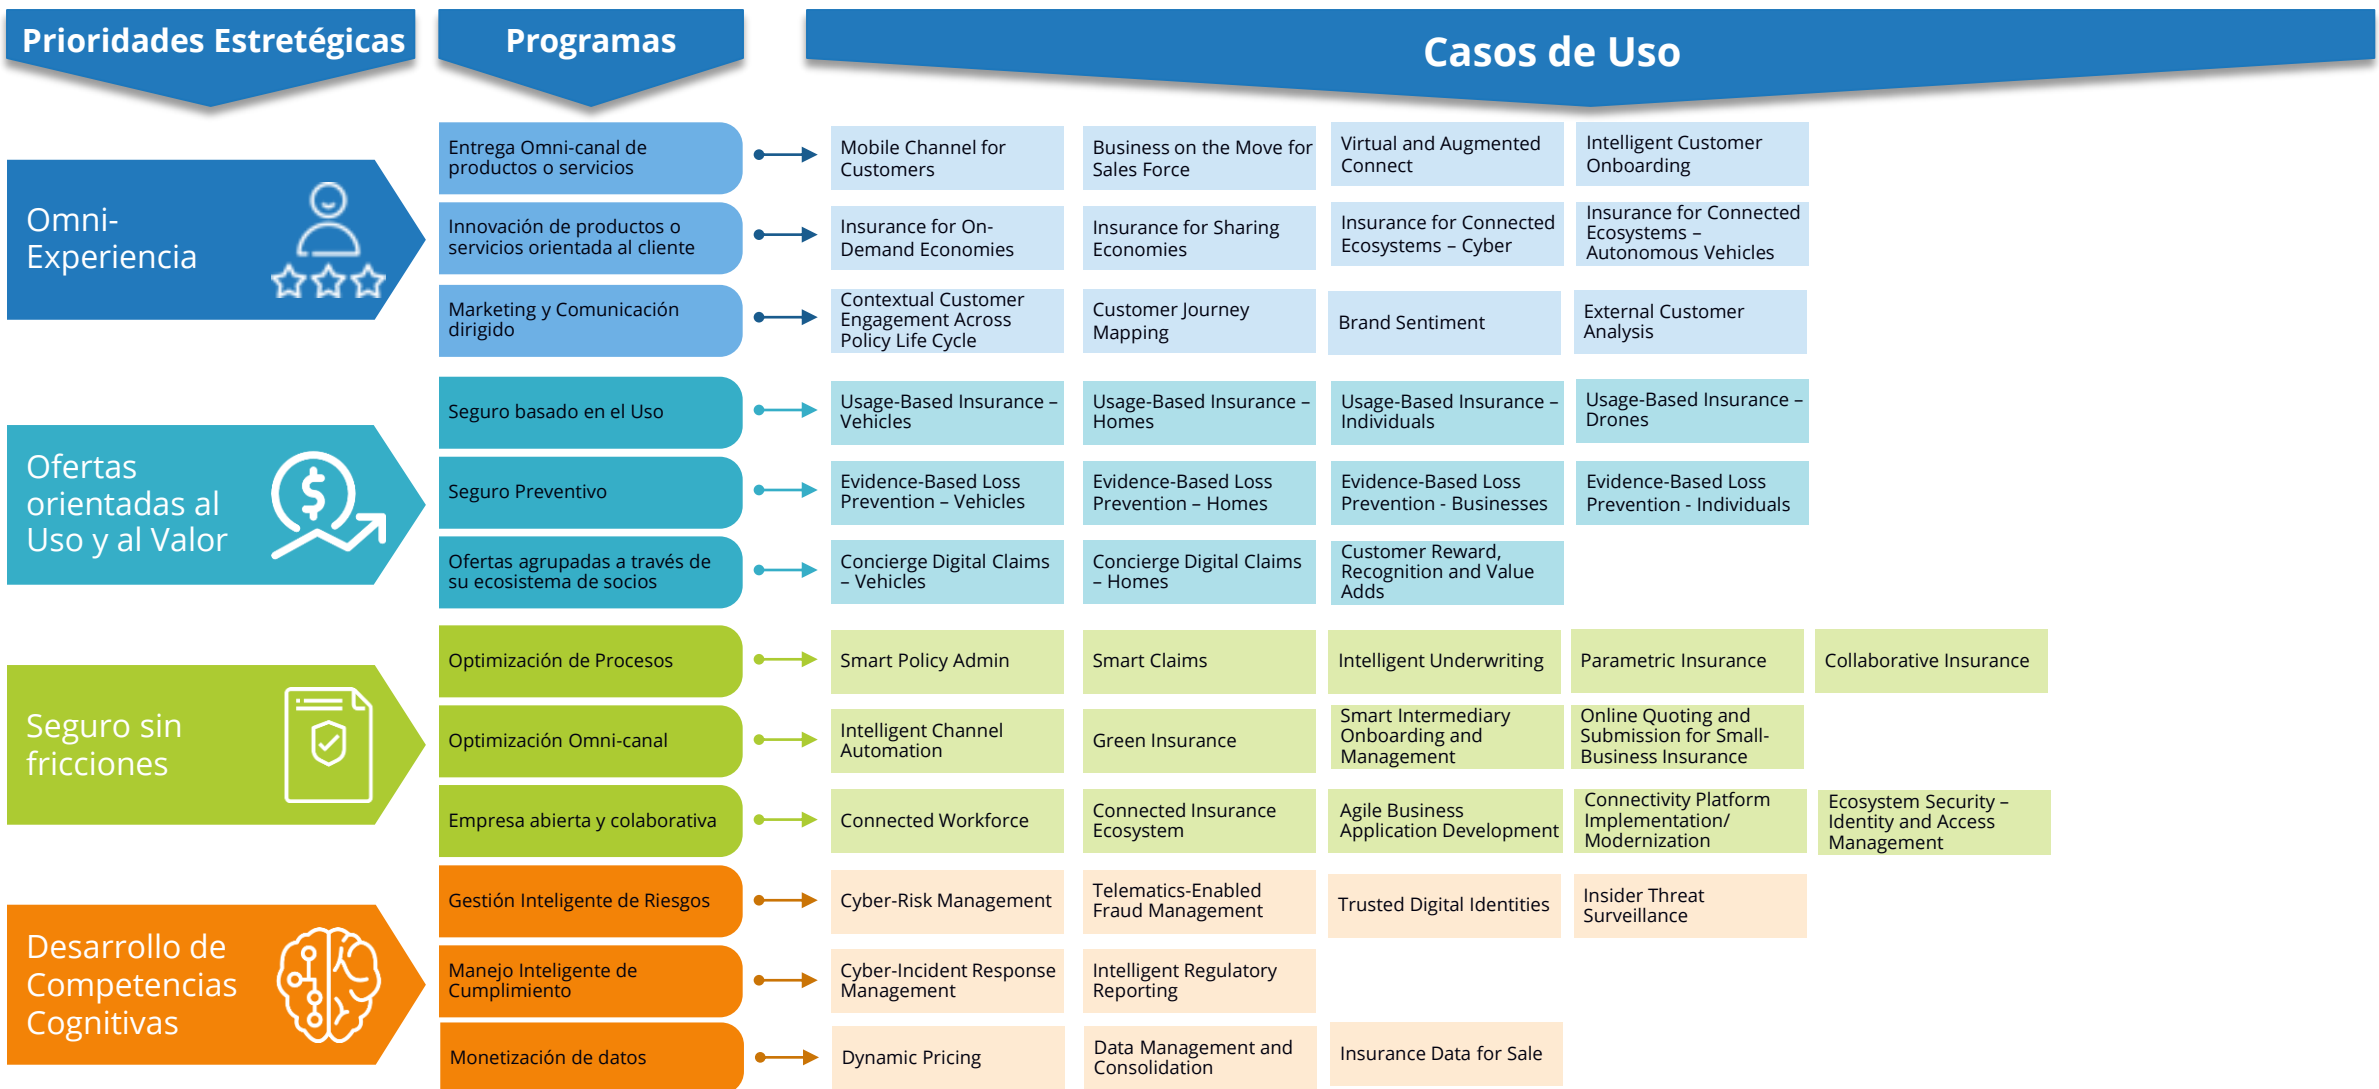 Prioridades Estretégicas
Programas
Casos de Uso
Omni-
Experiencia
Entrega Omni-canal de
productos o servicios
Mobile Channel for
Customers
Business on the Move for
Sales Force
Virtual and Augmented
Connect
Intelligent Customer
Onboarding
Innovación de productos o
servicios orientada al cliente
Insurance for On-
Demand Economies
Insurance for Sharing
Economies
Insurance for Connected
Ecosystems – Cyber
Insurance for Connected
Ecosystems –
Autonomous Vehicles
Marketing y Comunicación
dirigido
Contextual Customer
Engagement Across
Policy Life Cycle
Customer Journey
Mapping
Brand Sentiment
External Customer
Analysis
Ofertas
orientadas al
Uso y al Valor
Seguro basado en el Uso
Usage-Based Insurance –
Vehicles
Usage-Based Insurance –
Homes
Usage-Based Insurance –
Individuals
Usage-Based Insurance –
Drones
Seguro Preventivo
Evidence-Based Loss
Prevention – Vehicles
Evidence-Based Loss
Prevention – Homes
Evidence-Based Loss
Prevention - Businesses
Evidence-Based Loss
Prevention - Individuals
Ofertas agrupadas a través de
su ecosistema de socios
Concierge Digital Claims
– Vehicles
Concierge Digital Claims
– Homes
Customer Reward,
Recognition and Value
Adds
Seguro sin
fricciones
Optimización de Procesos
Smart Policy Admin
Smart Claims
Intelligent Underwriting
Parametric Insurance
Collaborative Insurance
Optimización Omni-canal
Intelligent Channel
Automation
Green Insurance
Smart Intermediary
Onboarding and
Management
Online Quoting and
Submission for Small-
Business Insurance
Empresa abierta y colaborativa
Connected Workforce
Connected Insurance
Ecosystem
Agile Business
Application Development
Connectivity Platform
Implementation/
Modernization
Ecosystem Security –
Identity and Access
Management
Desarrollo de
Competencias
Cognitivas
Gestión Inteligente de Riesgos
Cyber-Risk Management
Telematics-Enabled
Fraud Management
Trusted Digital Identities
Insider Threat
Surveillance
Manejo Inteligente de
Cumplimiento
Cyber-Incident Response
Management
Intelligent Regulatory
Reporting
Monetización de datos
Dynamic Pricing
Data Management and
Consolidation
Insurance Data for Sale